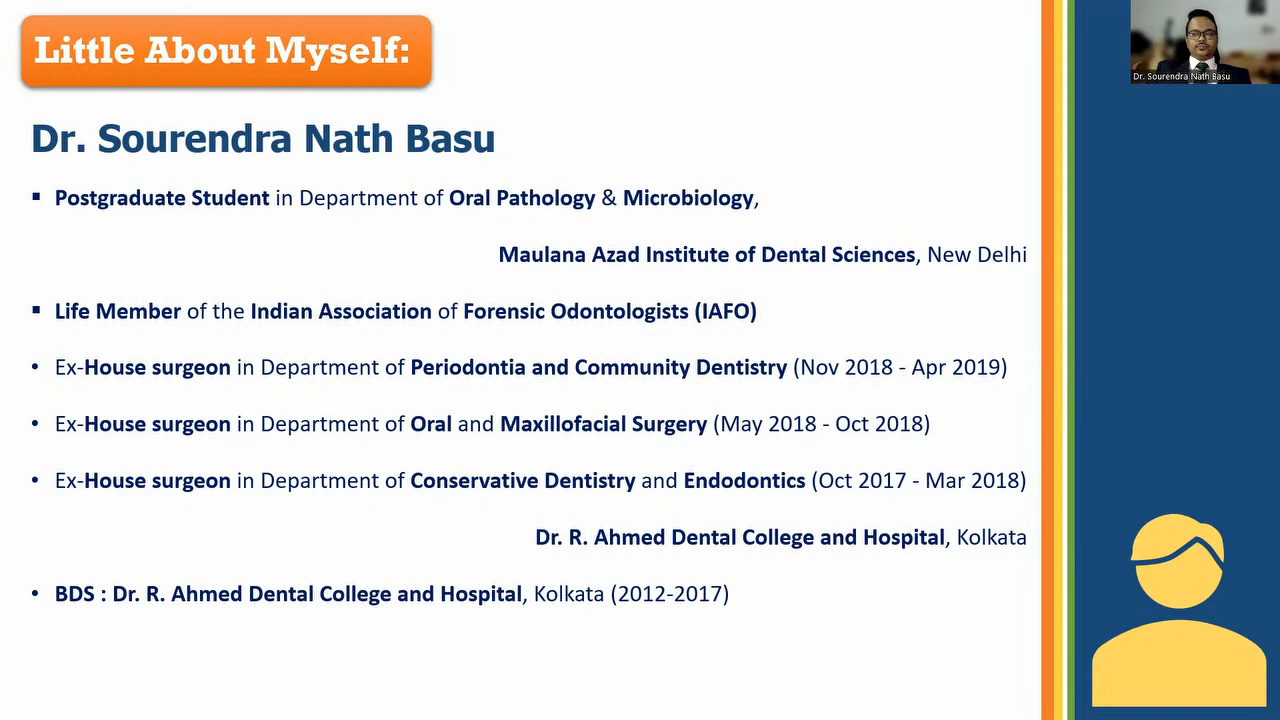 Little About Myself:
Dr. Sourendra Nath Basu
Dr. Sourendra Nath Basu
▪ Postgraduate Student in Department of Oral Pathology & Microbiology,
Maulana Azad Institute of Dental Sciences, New Delhi
▪ Life Member of the Indian Association of Forensic Odontologists (IAFO)
• Ex-House surgeon in Department of Periodontia and Community Dentistry (Nov 2018 - Apr 2019)
• Ex-House surgeon in Department of Oral and Maxillofacial Surgery (May 2018 - Oct 2018)
• Ex-House surgeon in Department of Conservative Dentistry and Endodontics (Oct 2017 - Mar 2018)
Dr. R. Ahmed Dental College and Hospital, Kolkata
• BDS : Dr. R. Ahmed Dental College and Hospital, Kolkata (2012-2017)